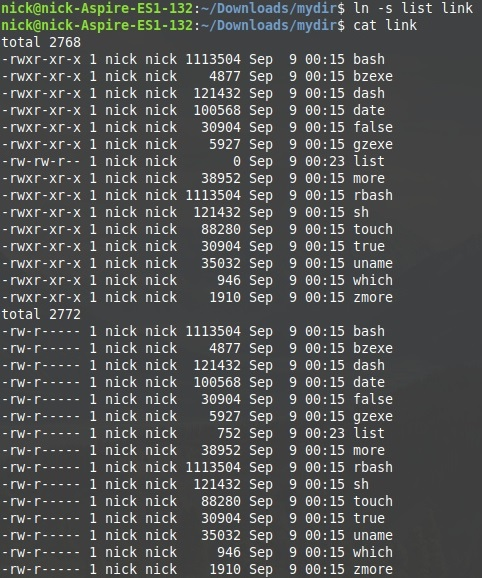 nick@nick-Aspire-ES1-132:~/Downloads/mydir$ ln -s list link
nick@nick-Aspire-ES1-132:~/Downloads/mydir$ cat link
total 2768
-rwxr-xr-x 1 nick nick 1113504 Sep  9 00:15 bash
-rwxr-xr-x 1 nick nick    4877 Sep  9 00:15 bzexe
-rwxr-xr-x 1 nick nick  121432 Sep  9 00:15 dash
-rwxr-xr-x 1 nick nick  100568 Sep  9 00:15 date
-rwxr-xr-x 1 nick nick   30904 Sep  9 00:15 false
-rwxr-xr-x 1 nick nick    5927 Sep  9 00:15 gzexe
-rw-rw-r-- 1 nick nick       0 Sep  9 00:23 list
-rwxr-xr-x 1 nick nick   38952 Sep  9 00:15 more
-rwxr-xr-x 1 nick nick 1113504 Sep  9 00:15 rbash
-rwxr-xr-x 1 nick nick  121432 Sep  9 00:15 sh
-rwxr-xr-x 1 nick nick   88280 Sep  9 00:15 touch
-rwxr-xr-x 1 nick nick   30904 Sep  9 00:15 true
-rwxr-xr-x 1 nick nick   35032 Sep  9 00:15 uname
-rwxr-xr-x 1 nick nick     946 Sep  9 00:15 which
-rwxr-xr-x 1 nick nick    1910 Sep  9 00:15 zmore
total 2772
-rw-r----- 1 nick nick 1113504 Sep  9 00:15 bash
-rw-r----- 1 nick nick    4877 Sep  9 00:15 bzexe
-rw-r----- 1 nick nick  121432 Sep  9 00:15 dash
-rw-r----- 1 nick nick  100568 Sep  9 00:15 date
-rw-r----- 1 nick nick   30904 Sep  9 00:15 false
-rw-r----- 1 nick nick    5927 Sep  9 00:15 gzexe
-rw-r----- 1 nick nick     752 Sep  9 00:23 list
-rw-r----- 1 nick nick   38952 Sep  9 00:15 more
-rw-r----- 1 nick nick 1113504 Sep  9 00:15 rbash
-rw-r----- 1 nick nick  121432 Sep  9 00:15 sh
-rw-r----- 1 nick nick   88280 Sep  9 00:15 touch
-rw-r----- 1 nick nick   30904 Sep  9 00:15 true
-rw-r----- 1 nick nick   35032 Sep  9 00:15 uname
-rw-r----- 1 nick nick     946 Sep  9 00:15 which
-rw-r----- 1 nick nick    1910 Sep  9 00:15 zmore